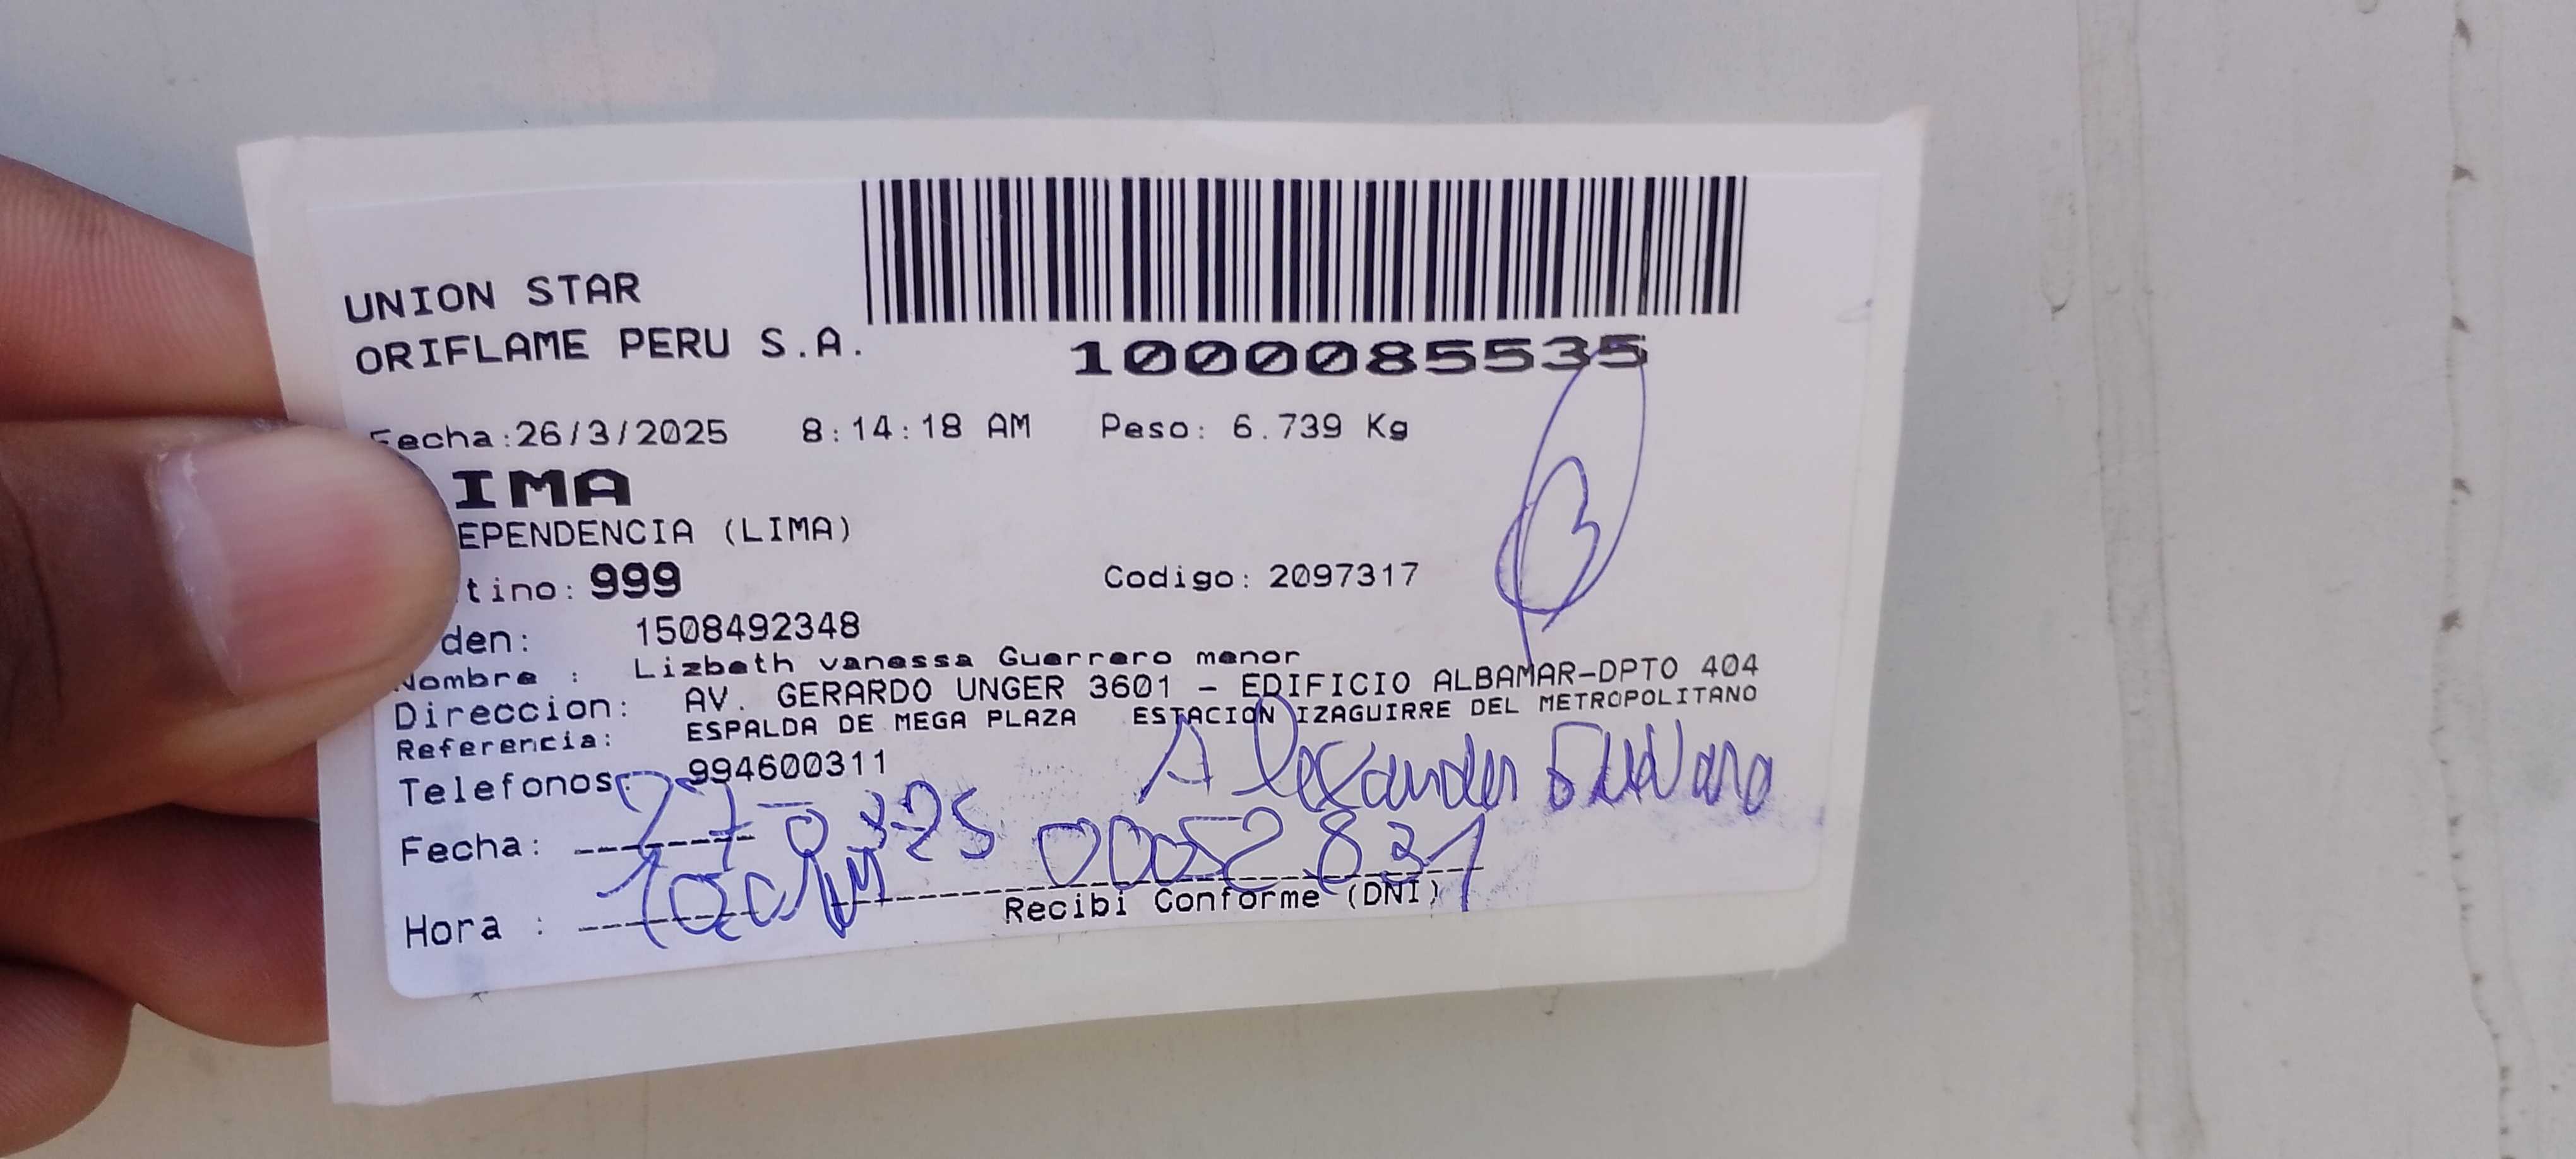 UNION STAR
ORIFLAME PERU S.A.
1000085535
Fecha:26/3/2025 8:14:18 AM Peso: 6.739 Kg
IMA
EPENDENCIA (LIMA)
tino: 999 Codigo: 2097317
den: 1508492348
Nombre : Lizbeth vanessa Guerrero menor
Direccion: AV. GERARDO UNGER 3601 - EDIFICIO ALBAMAR-DPTO 404
Referencia: ESPALDA DE MEGA PLAZA ESTACION IZAGUIRRE DEL METROPOLITANO
Telefonos: 994600311
Alexander
Fecha:
Hora :
Recibi Conforme (DNI)